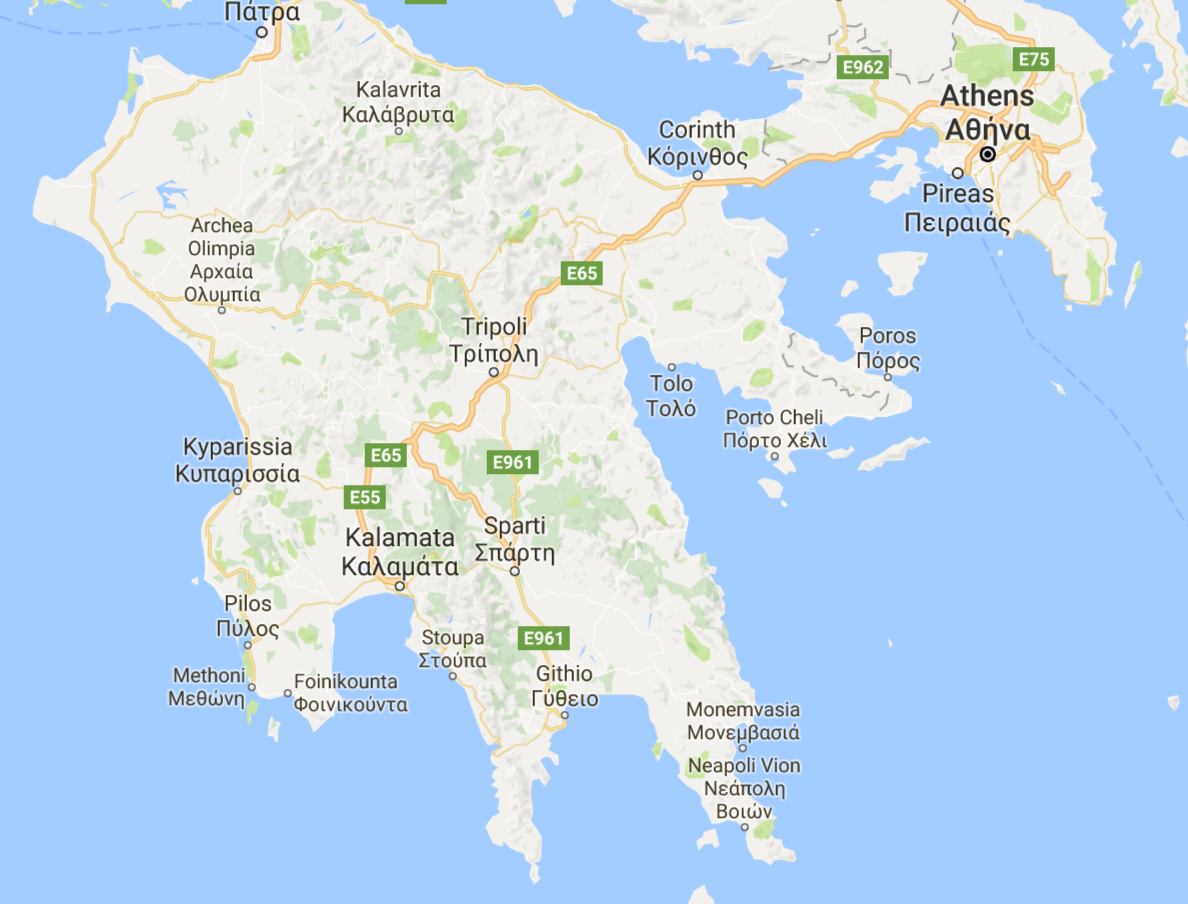 Πάτρα
E962
E75
Kalavrita
Καλάβρυτα
Athens
Αθήνα
Corinth
Κόρινθος
Pireas
Πειραιάς
Archea
Olimpia
Αρχαία
Ολυμπία
E65
Tripoli
Τρίπολη
Poros
Πόρος
Tolo
Τολό
Porto Cheli
Πόρτο Χέλι
Kyparissia
Κυπαρισσία
E65
E961
E55
Kalamata
Καλαμάτα
Sparti
Σπάρτη
Pilos
Πύλος
Stoupa
Στούπα
E961
Methoni
Μεθώνη
Foinikounta
Φοινικούντα
Githio
Γύθειο
Monemvasia
Μονεμβασιά
Neapoli Vion
Νεάπολη
Βοιών